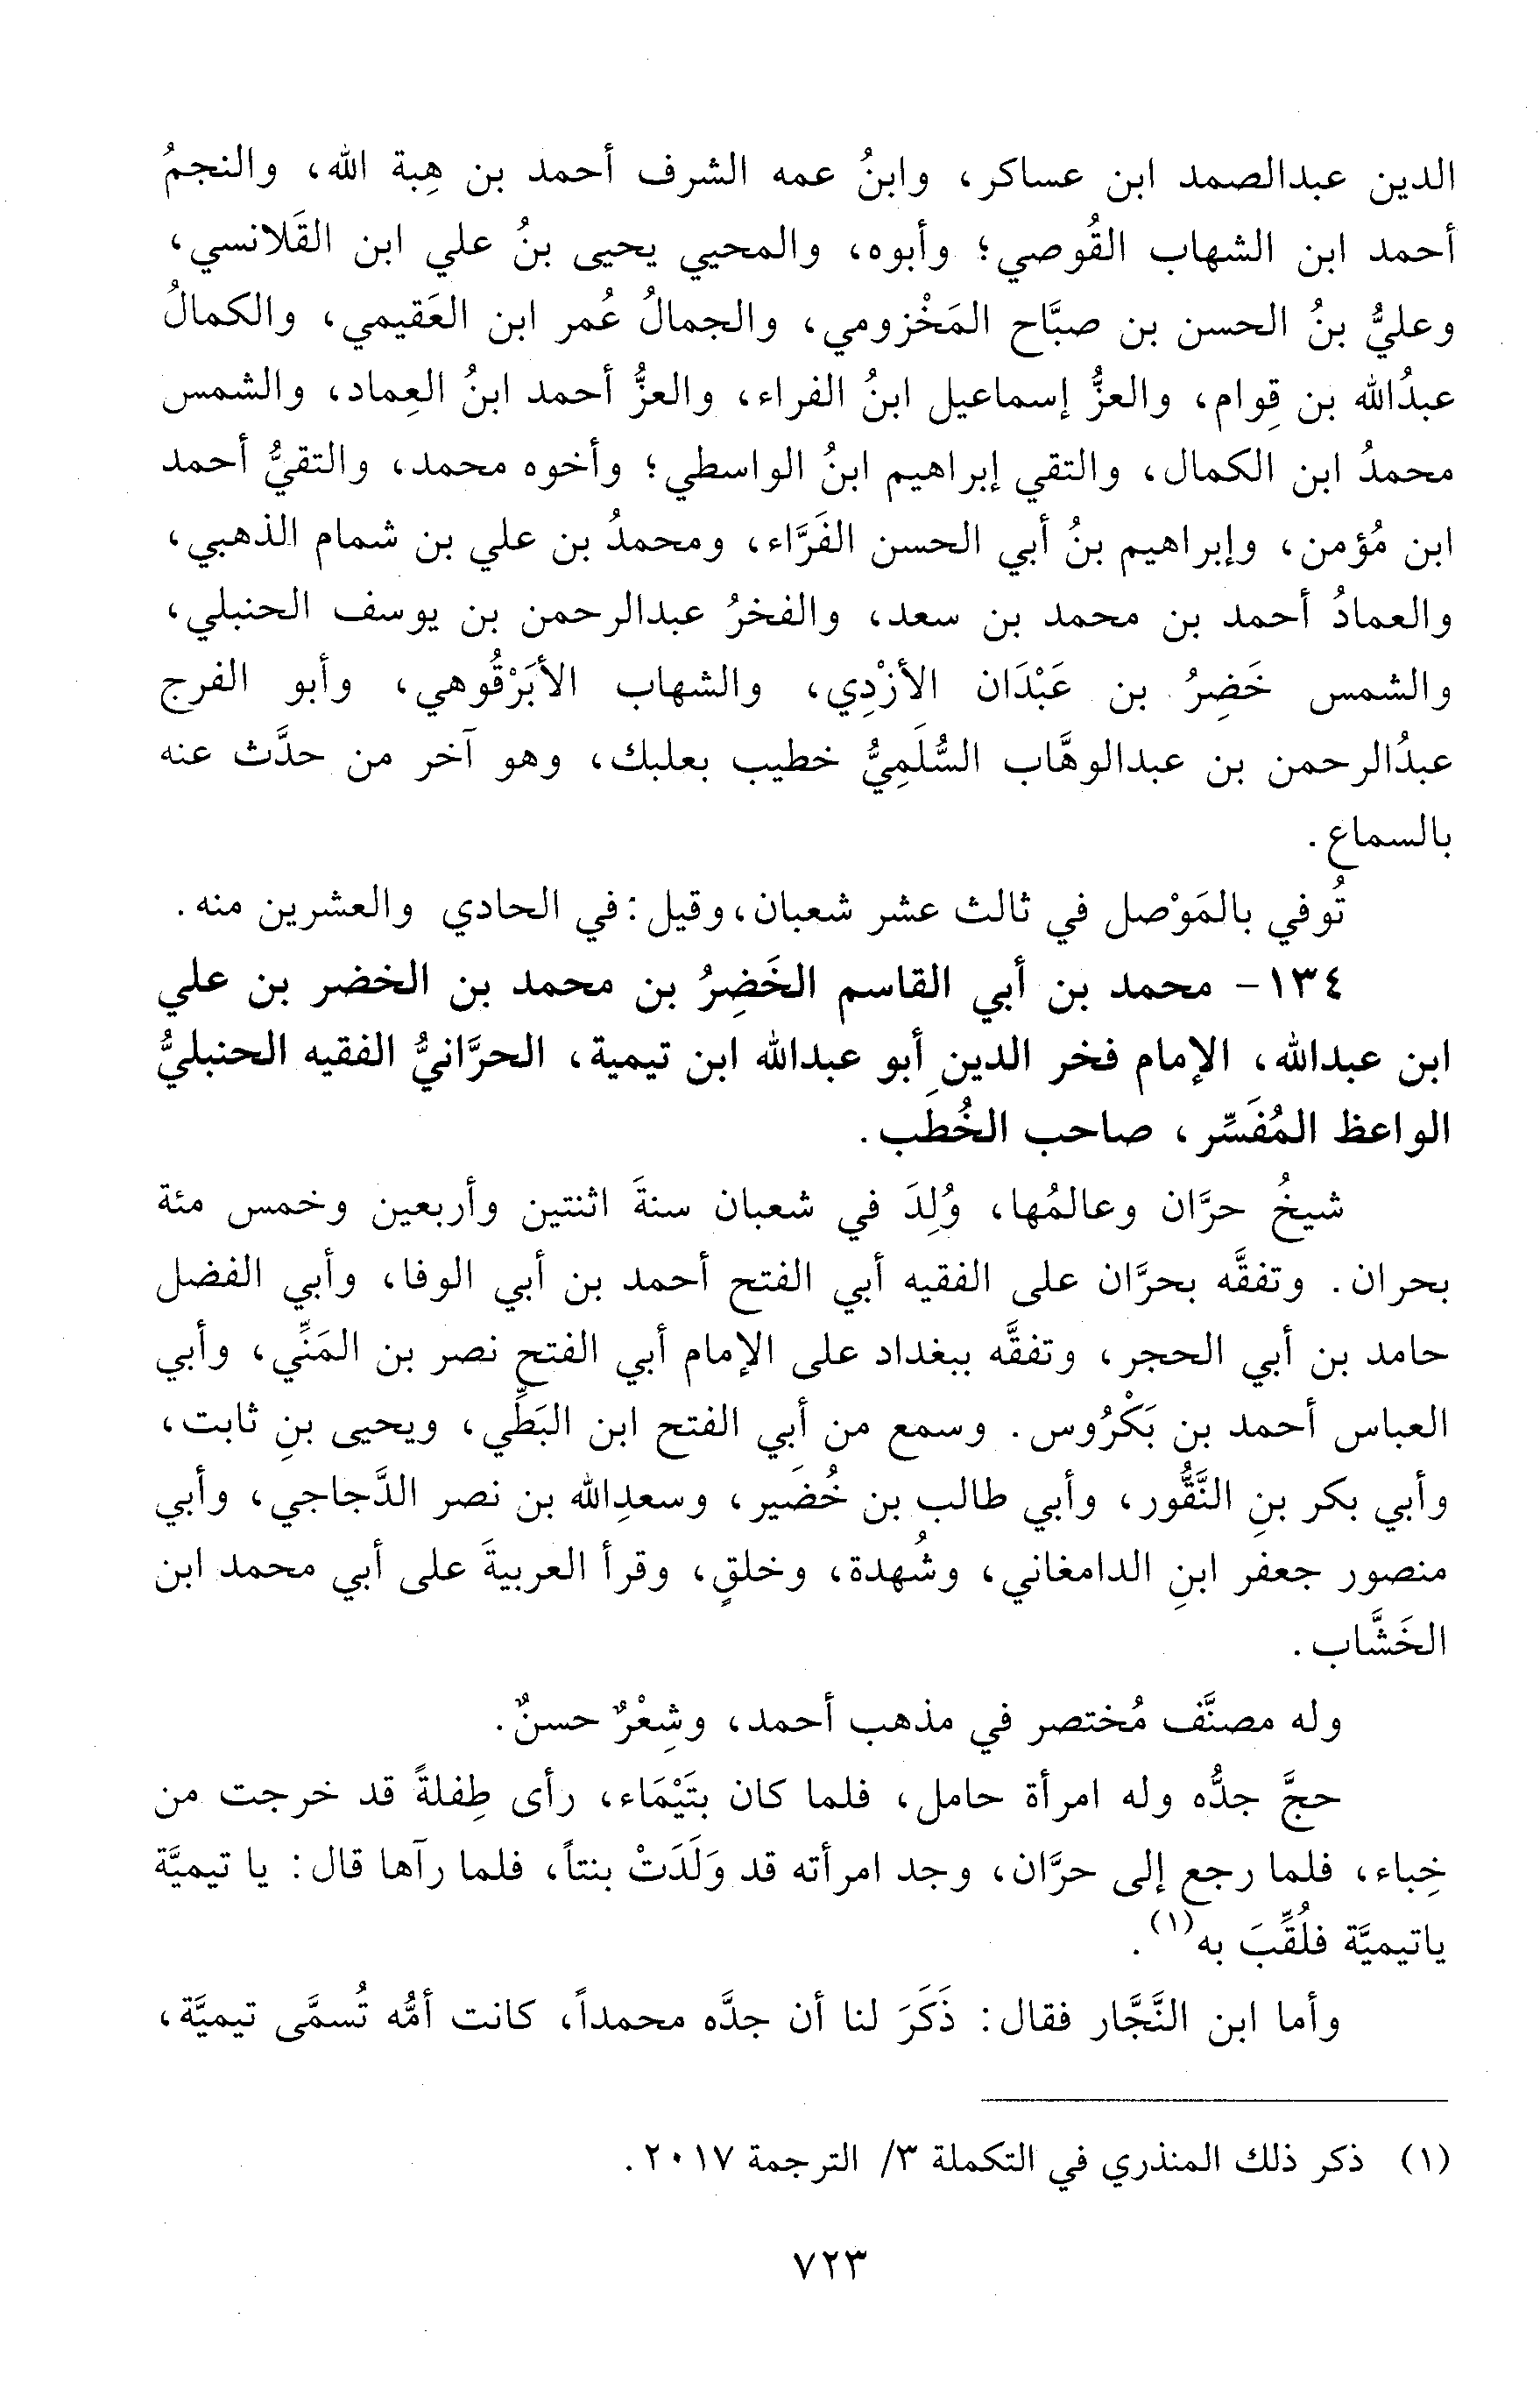 الدين عبدالصمد ابن عساكر، وابنُ عمه الشرف أحمد بن هِبة الله، والنجمُ
أحمد ابن الشهاب القُوصي؛ وأبوه، والمحيي يحيى بنُ علي ابن القَلانسي،
وعليُّ بنُ الحسن بن صبَّاح المَخْزومي، والجمالُ عُمر ابن العَقيمي، والكمالُ
عبدُالله بن قِوام، والعزُّ إسماعيل ابنُ الفراء، والعزُّ أحمد ابنُ العِماد، والشمس
محمدُ ابن الكمال، والتقي إبراهيم ابنُ الواسطي؛ وأخوه محمد، والتقيُّ أحمد
ابن مُؤمن، وإبراهيم بنُ أبي الحسن الفَرَّاء، ومحمدُ بن علي بن شمام الذهبي،
والعمادُ أحمد بن محمد بن سعد، والفخرُ عبدالرحمن بن يوسف الحنبلي،
والشمس خَضِرُ بن عَبْدَان الأزْدِي، والشهاب الأبَرْقُوهي، وأبو الفرج
عبدُالرحمن بن عبدالوهَّاب السُّلَمِيُّ خطيب بعلبك، وهو آخر من حدَّث عنه
بالسماع.
تُوفي بالمَوْصل في ثالث عشر شعبان، وقيل: في الحادي والعشرين منه.
١٣٤- محمد بن أبي القاسم الخَضِرُ بن محمد بن الخضر بن علي
ابن عبدالله، الإمام فخر الدين أبو عبدالله ابن تيمية، الحرَّانيُّ الفقيه الحنبليُّ
الواعظ المُفَسِّر، صاحب الخُطَب.
شيخُ حرَّان وعالمُها، وُلِدَ في شعبان سنةَ اثنتين وأربعين وخمس مئة
بحران. وتفقَّه بحرَّان على الفقيه أبي الفتح أحمد بن أبي الوفا، وأبي الفضل
حامد بن أبي الحجر، وتفقَّه ببغداد على الإمام أبي الفتح نصر بن المَنِّي، وأبي
العباس أحمد بن بَكْرُوس. وسمع من أبي الفتح ابن البَطِّي، ويحيى بنِ ثابت،
وأبي بكر بنِ النَّقُّور، وأبي طالب بن خُضَير، وسعدِالله بن نصر الدَّجاجي، وأبي
منصور جعفر ابنِ الدامغاني، وشُهدة، وخلقٍ، وقرأ العربيةَ على أبي محمد ابن
الخَشَّاب.
وله مصنَّف مُختصر في مذهب أحمد، وشِعْرٌ حسنٌ.
حجَّ جدُّه وله امرأة حامل، فلما كان بتَيْمَاء، رأى طِفلةً قد خرجت من
خِباء، فلما رجع إلى حرَّان، وجد امرأته قد وَلَدَتْ بنتاً، فلما رآها قال: يا تيميَّة
ياتيميَّة فلُقِّبَ به(١).
وأما ابن النَّجَّار فقال: ذَكَرَ لنا أن جدَّه محمداً، كانت أمُّه تُسمَّى تيميَّة،
(١) ذكر ذلك المنذري في التكملة ٣/ الترجمة ٢٠١٧.
٧٢٣